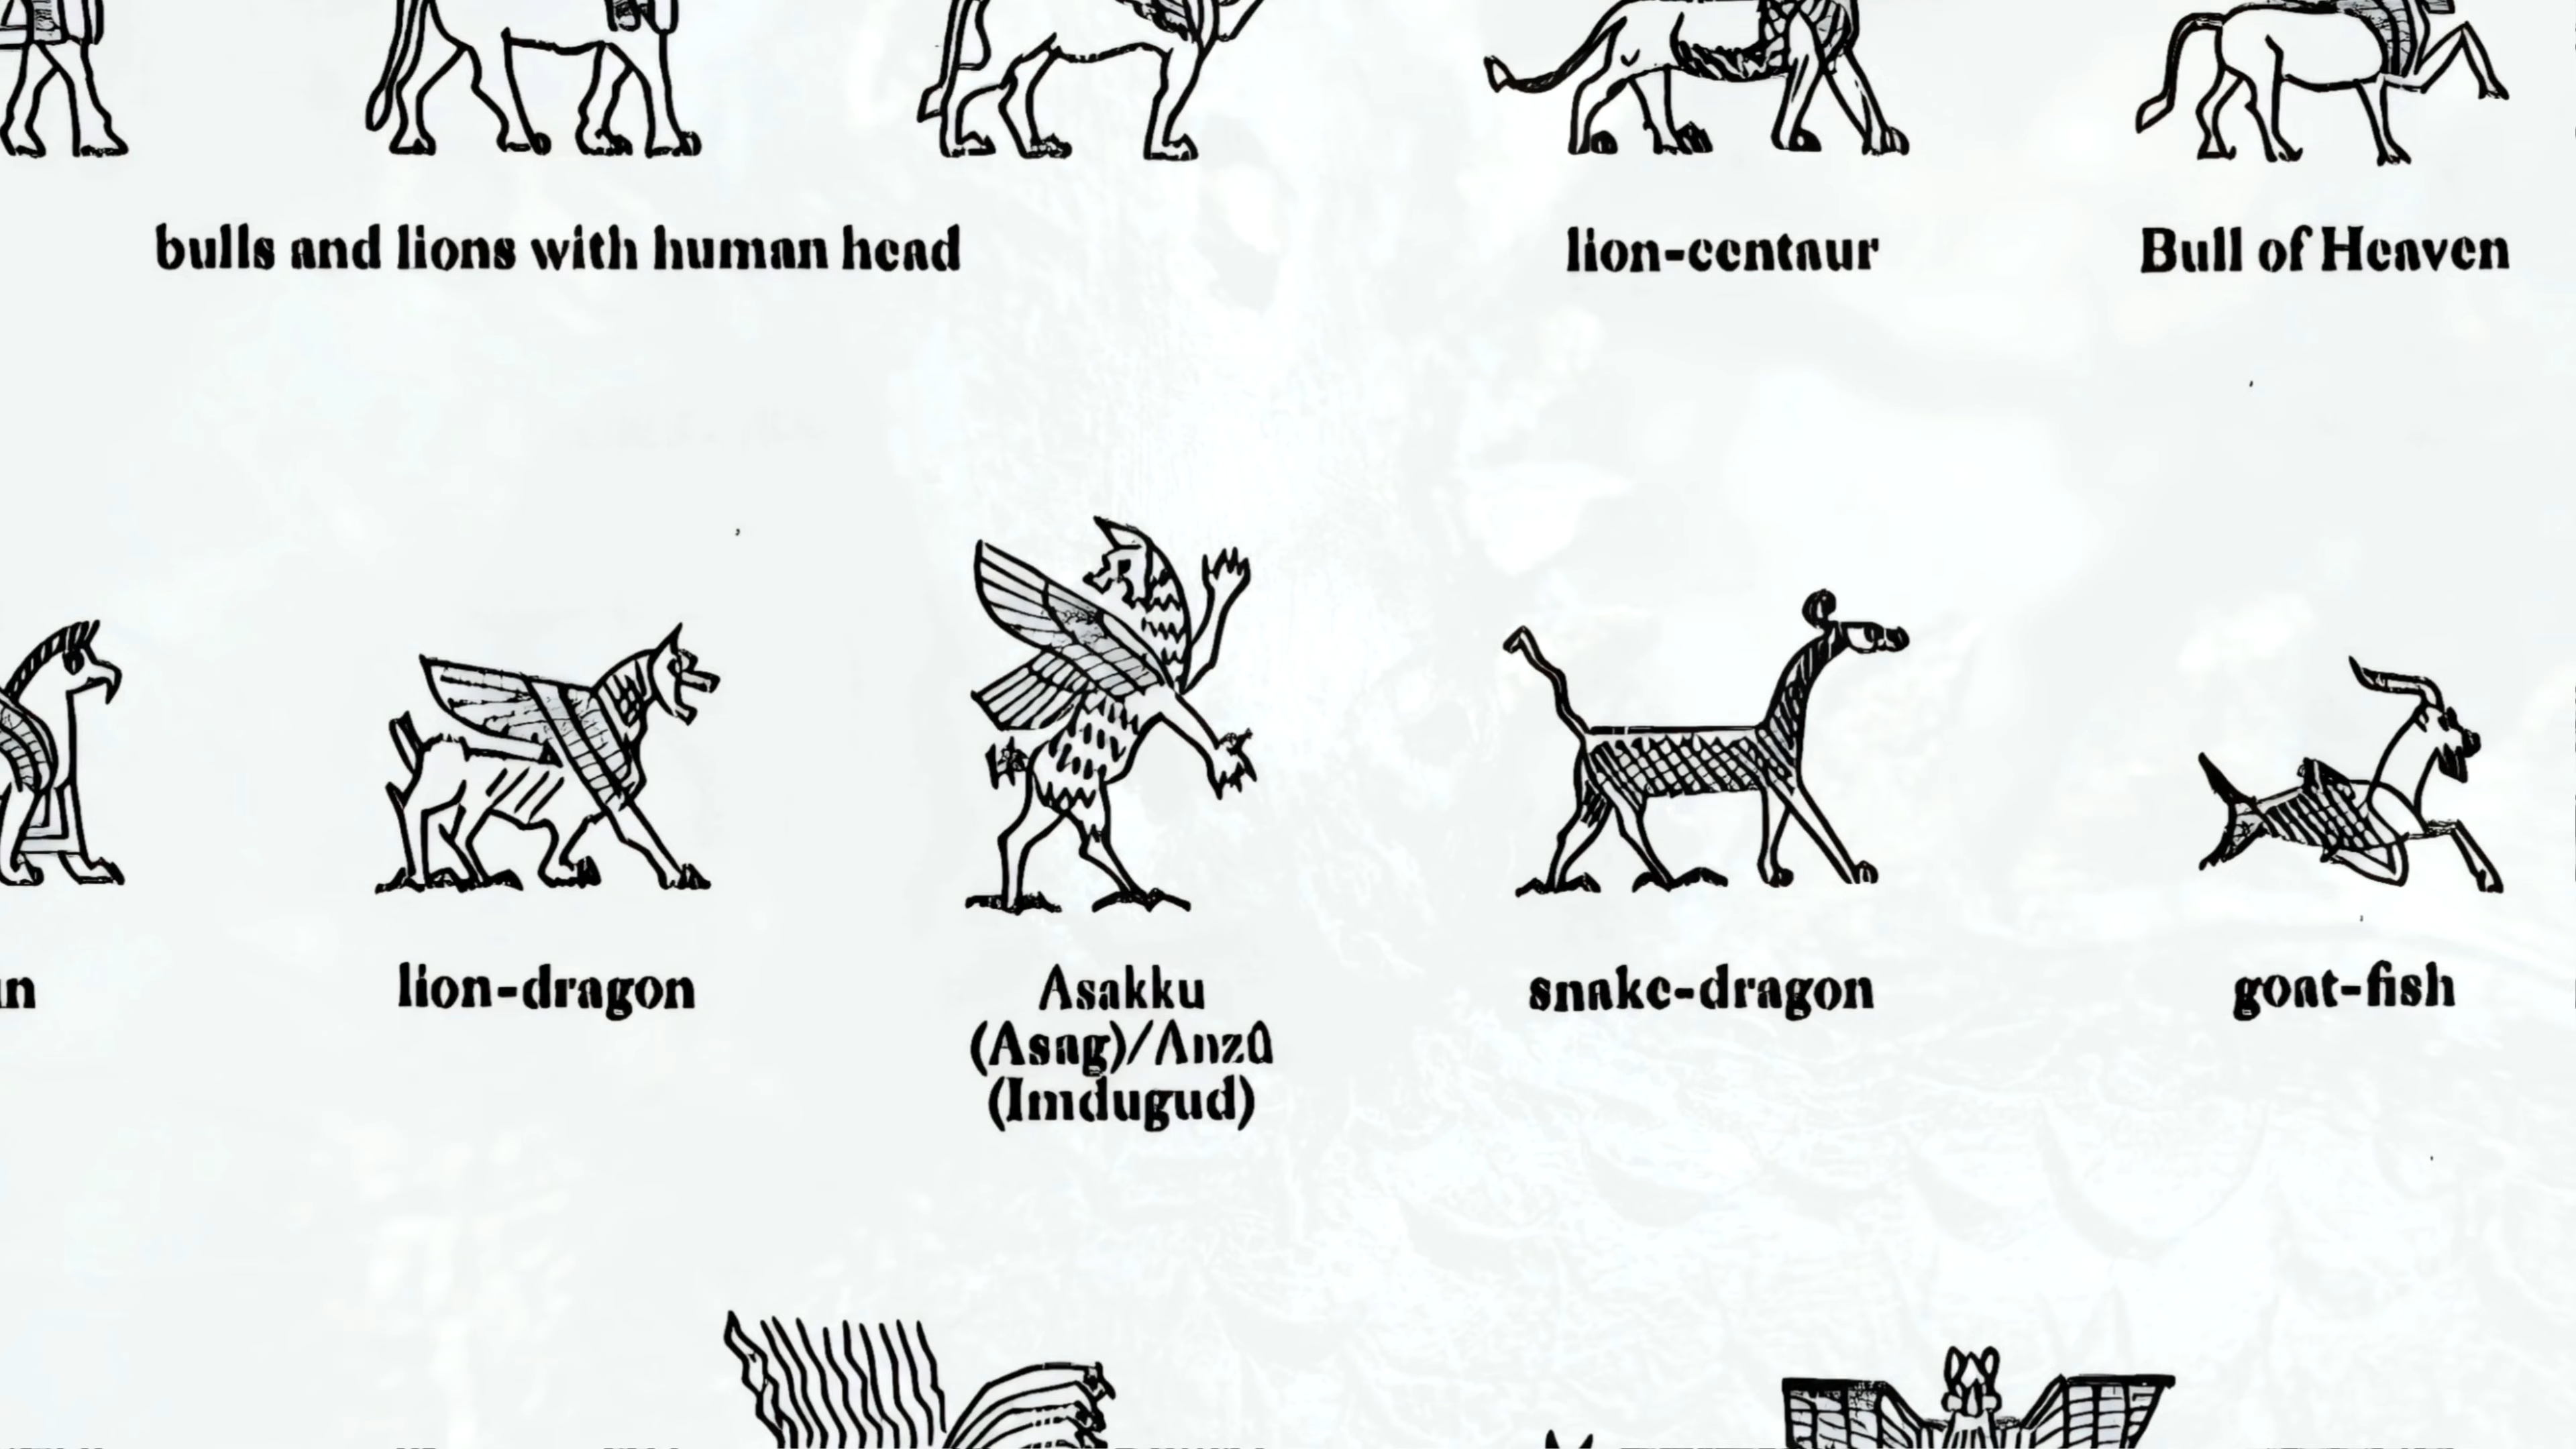 bulls and lions with human head
lion-centaur
Bull of Heaven
lion-dragon
Asakku
(Asag)/Anzû
(Imdugud)
snake-dragon
goat-fish